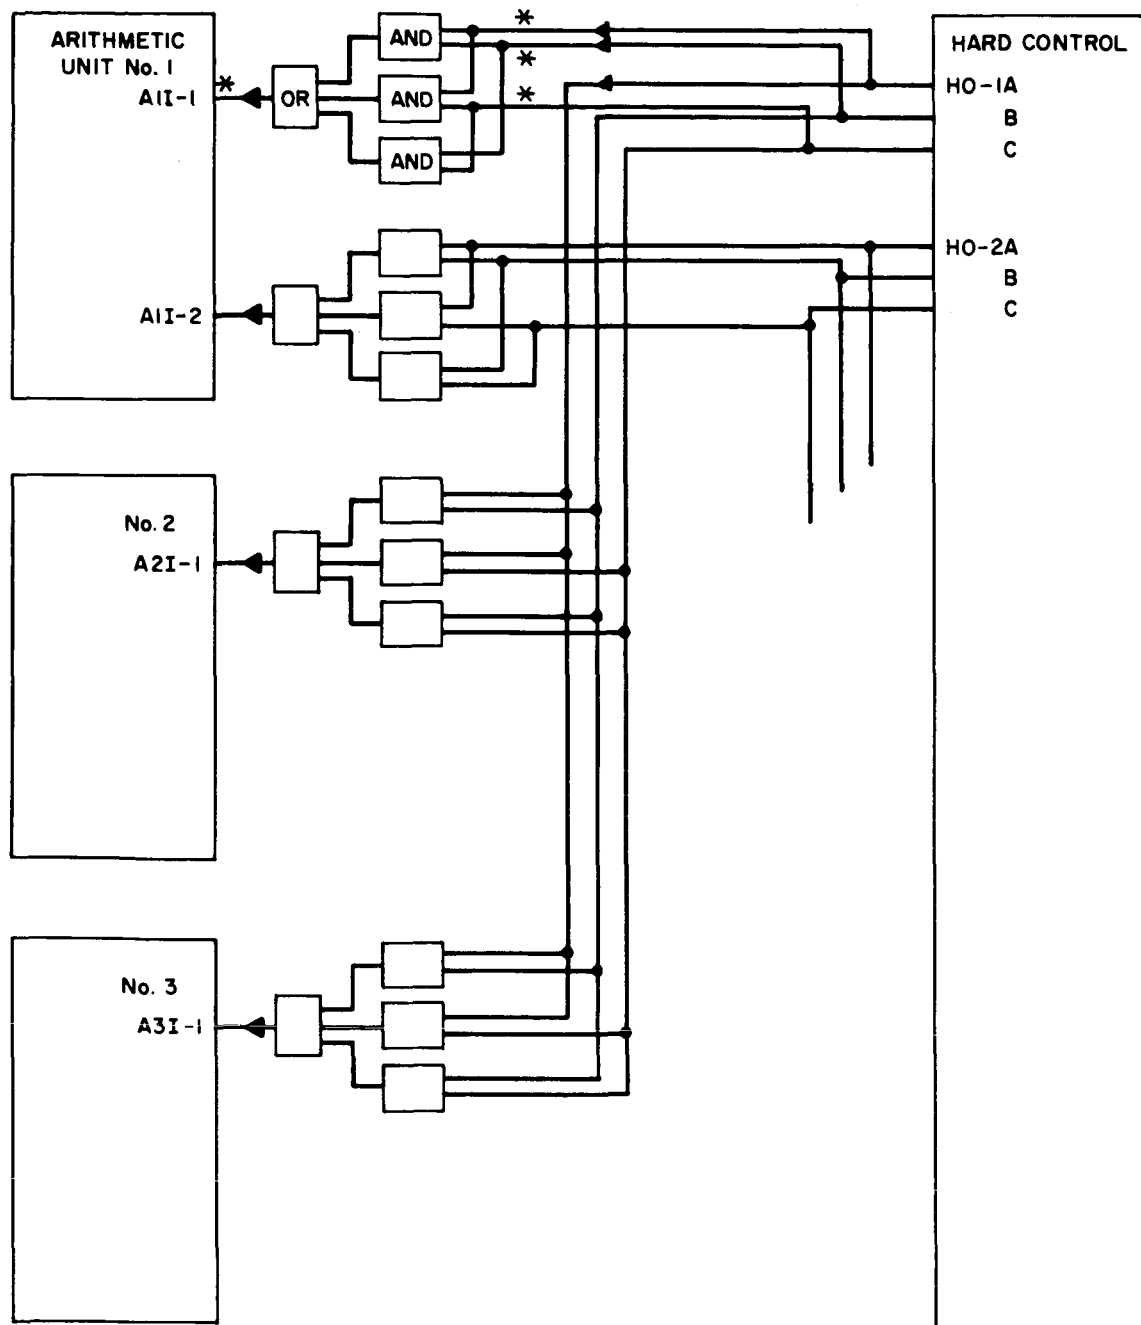 ARITHMETIC
UNIT No. 1
*
A1I-1
OR
AND
AND
AND
*
*
*
HARD CONTROL
HO-1A
B
C
A1I-2
HO-2A
B
C
No. 2
A2I-1
No. 3
A3I-1